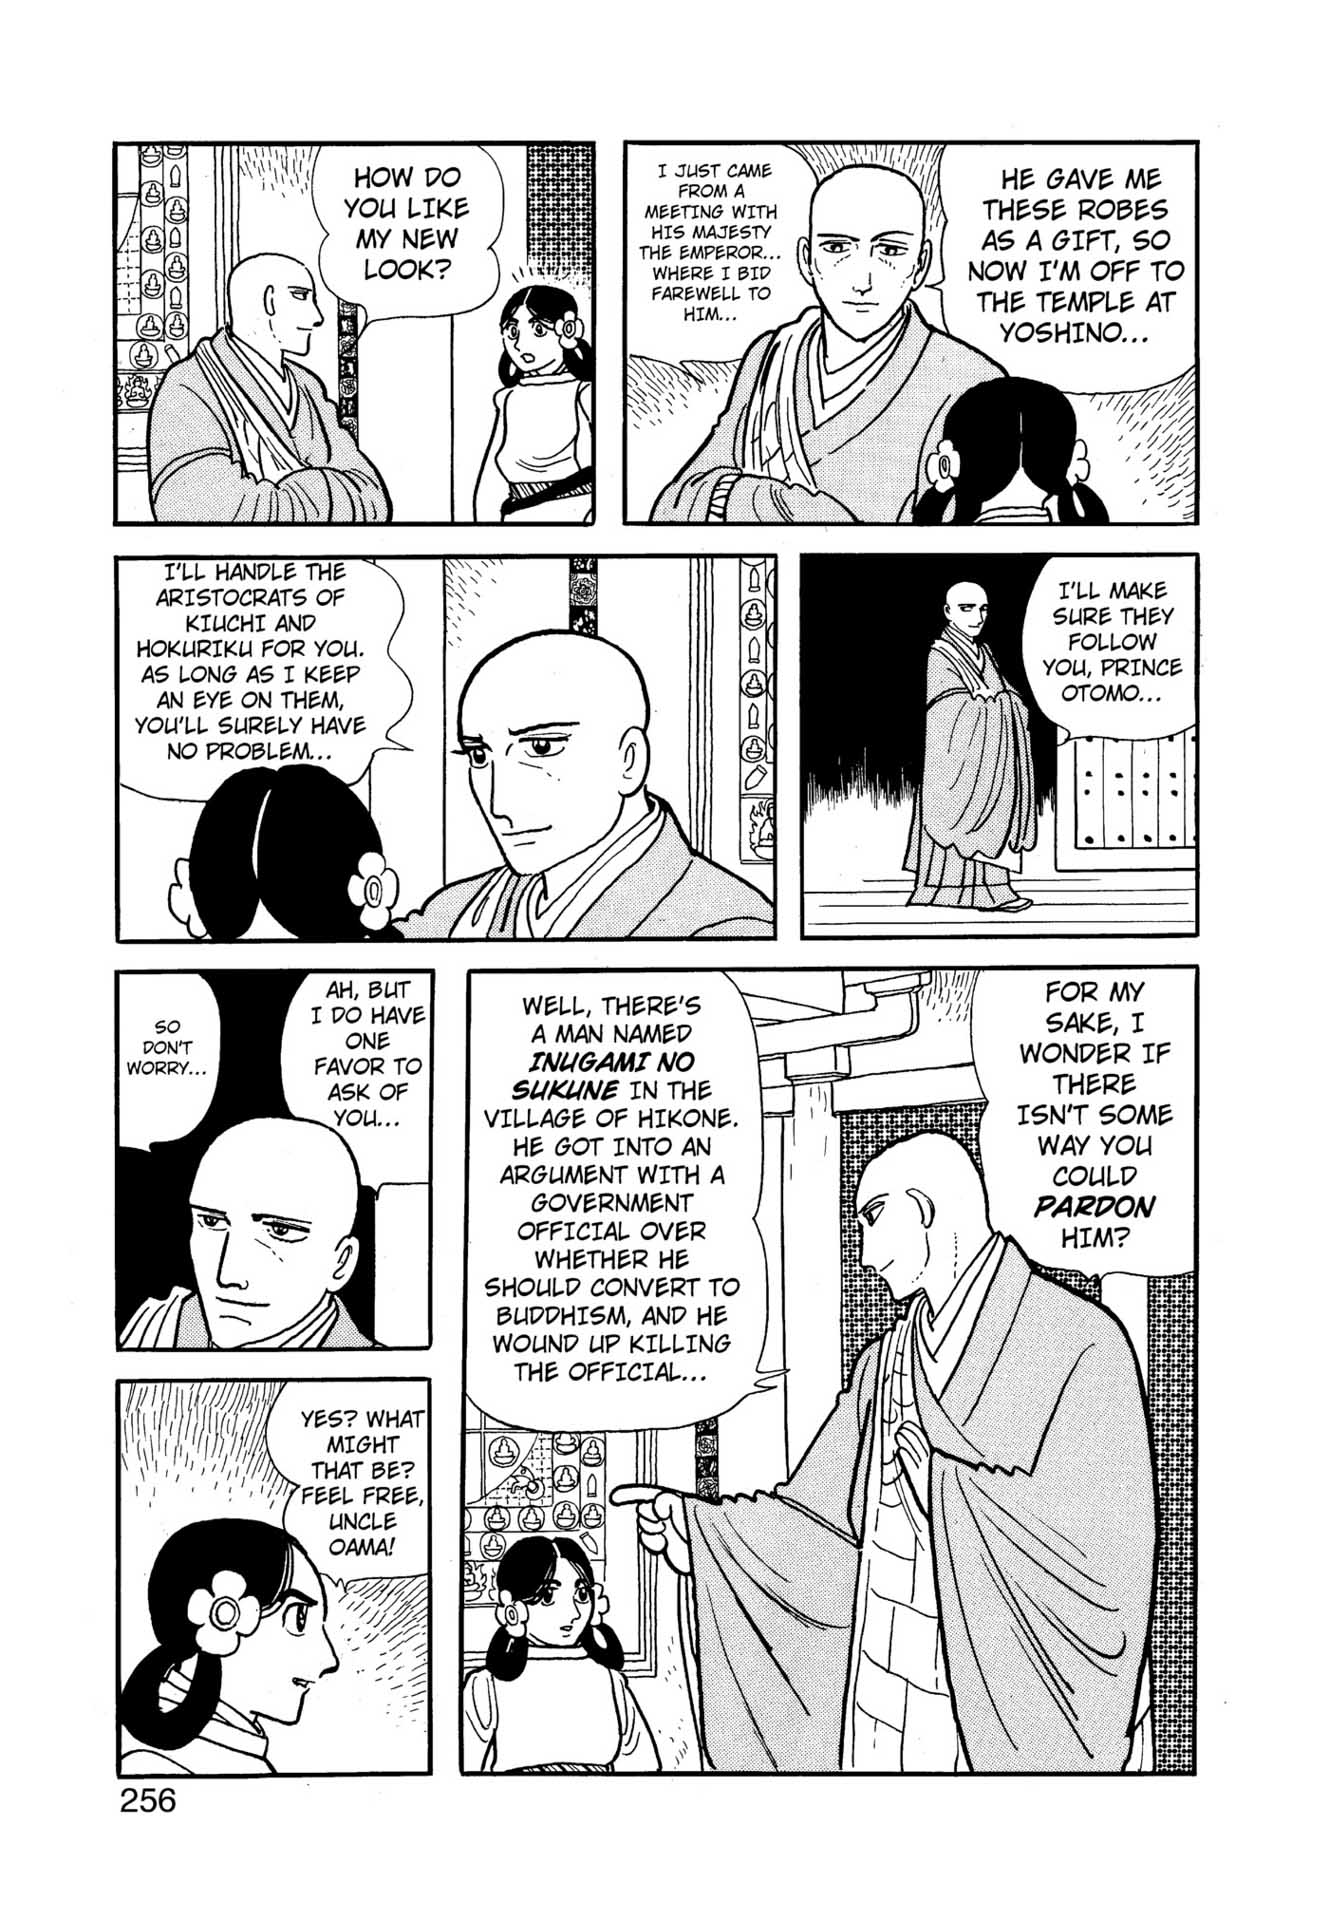 HOW DO
YOU LIKE
MY NEW
LOOK?
I JUST CAME
FROM A
MEETING WITH
HIS MAJESTY
THE EMPEROR...
WHERE I BID
FAREWELL TO
HIM...
HE GAVE ME
THESE ROBES
AS A GIFT, SO
NOW I'M OFF TO
THE TEMPLE AT
YOSHINO...
I'LL HANDLE THE
ARISTOCRATS OF
KIUCHI AND
HOKURIKU FOR YOU.
AS LONG AS I KEEP
AN EYE ON THEM,
YOU'LL SURELY HAVE
NO PROBLEM...
I'LL MAKE
SURE THEY
FOLLOW
YOU, PRINCE
OTOMO...
SO
DON'T
WORRY...
AH, BUT
I DO HAVE
ONE
FAVOR TO
ASK OF
YOU...
YES? WHAT
MIGHT
THAT BE?
FEEL FREE,
UNCLE
OAMA!
WELL, THERE'S
A MAN NAMED
INUGAMI NO
SUKUNE IN THE
VILLAGE OF HIKONE.
HE GOT INTO AN
ARGUMENT WITH A
GOVERNMENT
OFFICIAL OVER
WHETHER HE
SHOULD CONVERT TO
BUDDHISM, AND HE
WOUND UP KILLING
THE OFFICIAL...
FOR MY
SAKE, I
WONDER IF
THERE
ISN'T SOME
WAY YOU
COULD
PARDON
HIM?
256